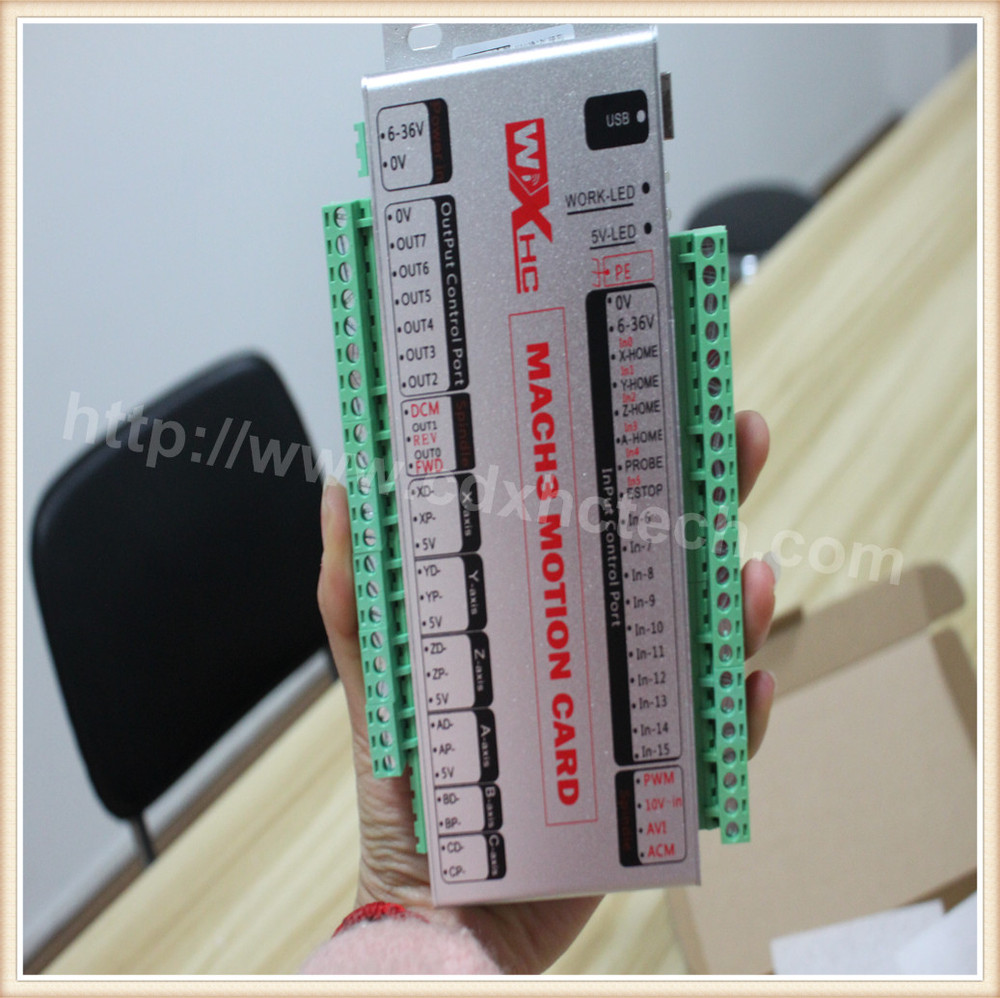 Power in
6-36V
0V
OutPut Control Port
0V
OUT7
OUT6
OUT5
OUT4
OUT3
OUT2
Spindle
DCM
OUT1
REV
OUT0
FWD
X-axis
XD-
XP-
5V
Y-axis
YD-
YP-
5V
Z-axis
ZD-
ZP-
5V
A-axis
AD-
AP-
5V
B-axis
BD-
BP-
C-axis
CD-
CP-
WXHC
MACH3 MOTION CARD
USB
WORK-LED
5V-LED
PE
InPut Control Port
0V
6-36V
In0
X-HOME
In1
Y-HOME
In2
Z-HOME
In3
A-HOME
In4
PROBE
In5
ESTOP
In-6
In-7
In-8
In-9
In-10
In-11
In-12
In-13
In-14
In-15
PWM
10V-in
AVI
ACM
http://www.cdxhctech.com